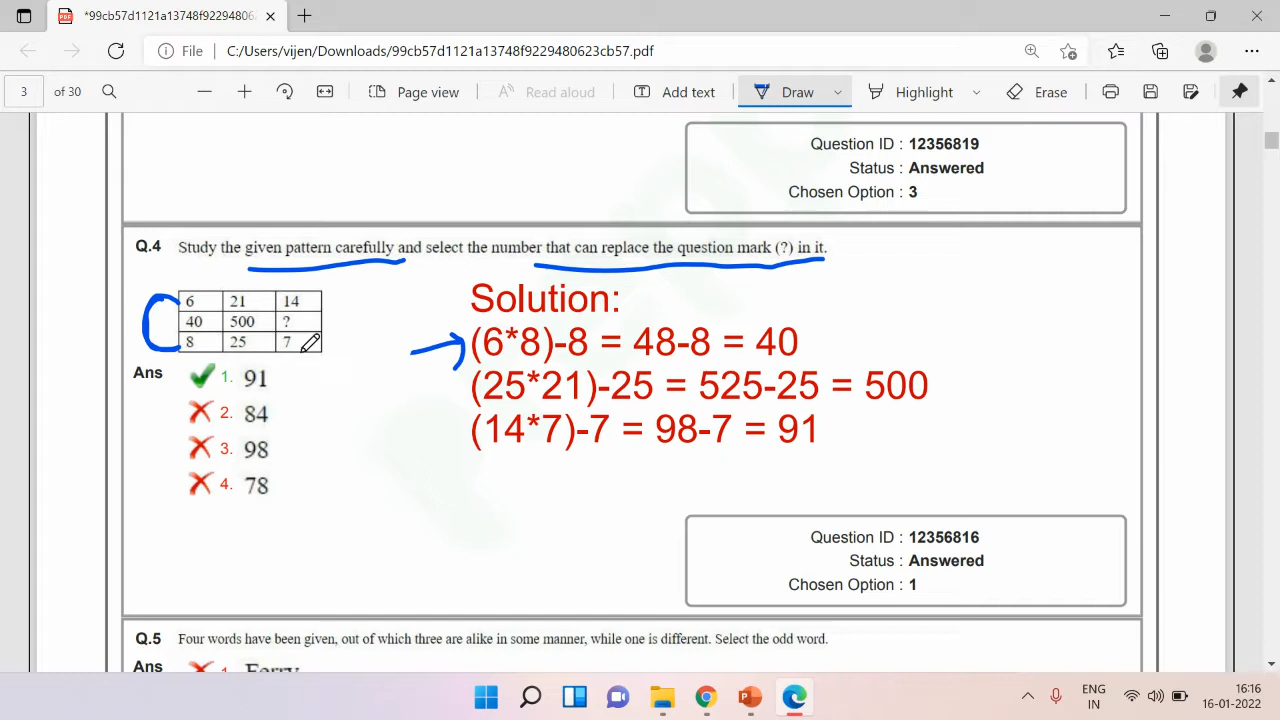 *99cb57d1121a13748f9229480623cb57.pdf
File C:/Users/vijen/Downloads/99cb57d1121a13748f9229480623cb57.pdf
3 of 30 Page view Read aloud Add text Draw Highlight Erase
Question ID : 12356819
Status : Answered
Chosen Option : 3
Q.4 Study the given pattern carefully and select the number that can replace the question mark (?) in it.
6 21 14
40 500 ?
8 25 7
Ans 1. 91
2. 84
3. 98
4. 78
Solution:
(6*8)-8 = 48-8 = 40
(25*21)-25 = 525-25 = 500
(14*7)-7 = 98-7 = 91
Question ID : 12356816
Status : Answered
Chosen Option : 1
Q.5 Four words have been given, out of which three are alike in some manner, while one is different. Select the odd word.
Ans 1. Ferry
ENG
IN
16:16
16-01-2022